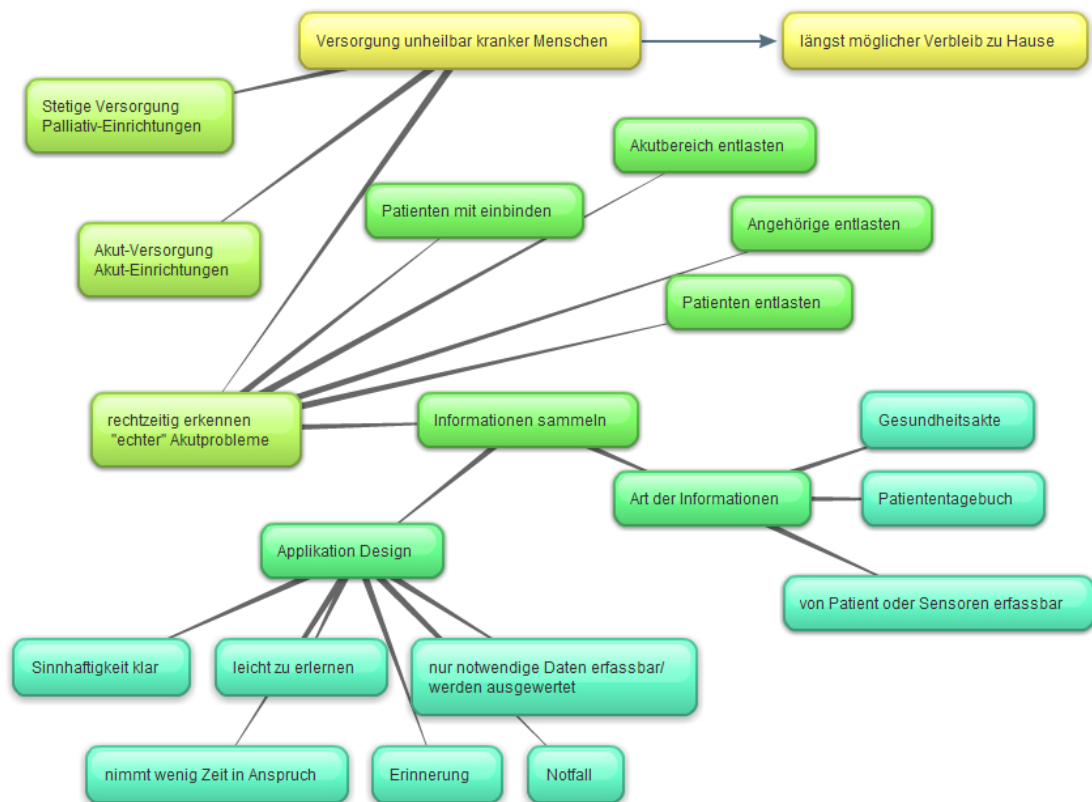 Versorgung unheilbar kranker Menschen
längst möglicher Verbleib zu Hause
Stetige Versorgung
Palliativ-Einrichtungen
Akutbereich entlasten
Patienten mit einbinden
Angehörige entlasten
Akut-Versorgung
Akut-Einrichtungen
Patienten entlasten
rechtzeitig erkennen
"echter" Akutprobleme
Informationen sammeln
Gesundheitsakte
Art der Informationen
Patiententagebuch
Applikation Design
von Patient oder Sensoren erfassbar
Sinnhaftigkeit klar
leicht zu erlernen
nur notwendige Daten erfassbar/
werden ausgewertet
nimmt wenig Zeit in Anspruch
Erinnerung
Notfall